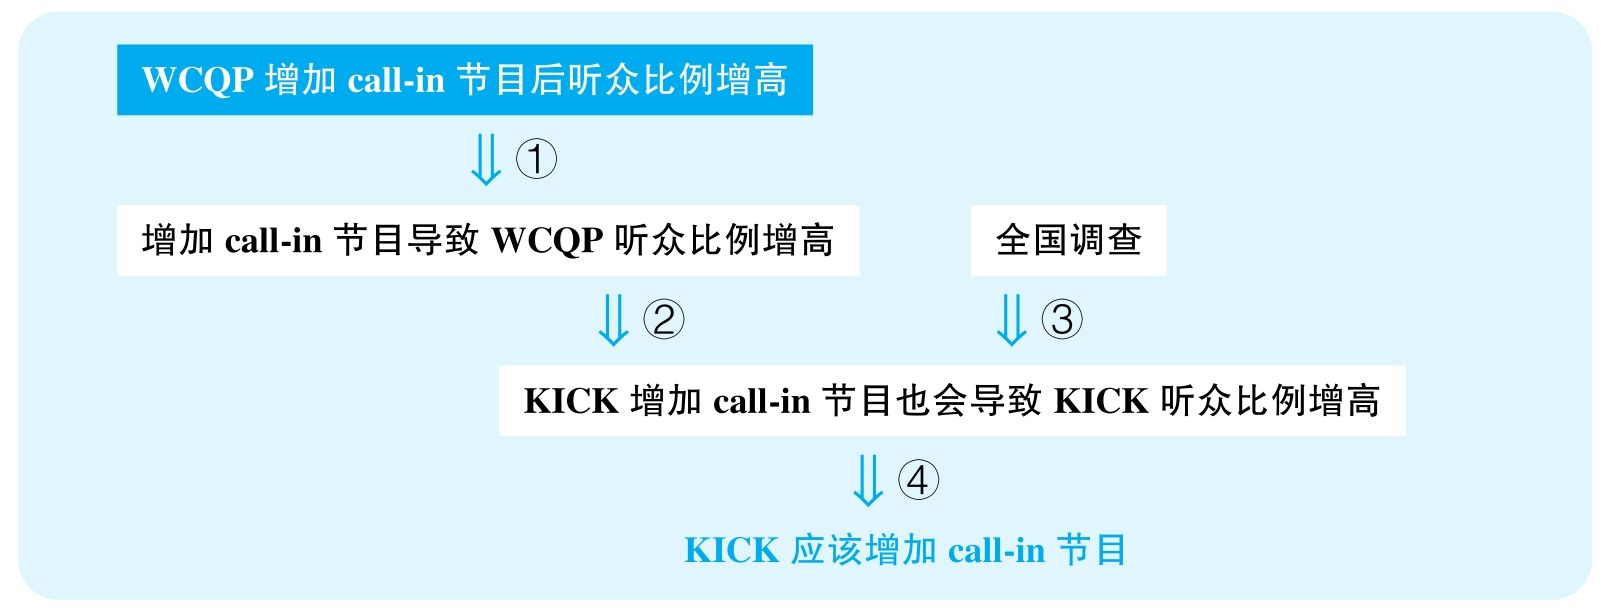 WCQP 增加 call-in 节目后听众比例增高
①
增加 call-in 节目导致 WCQP 听众比例增高
全国调查
②
③
KICK 增加 call-in 节目也会导致 KICK 听众比例增高
④
KICK 应该增加 call-in 节目